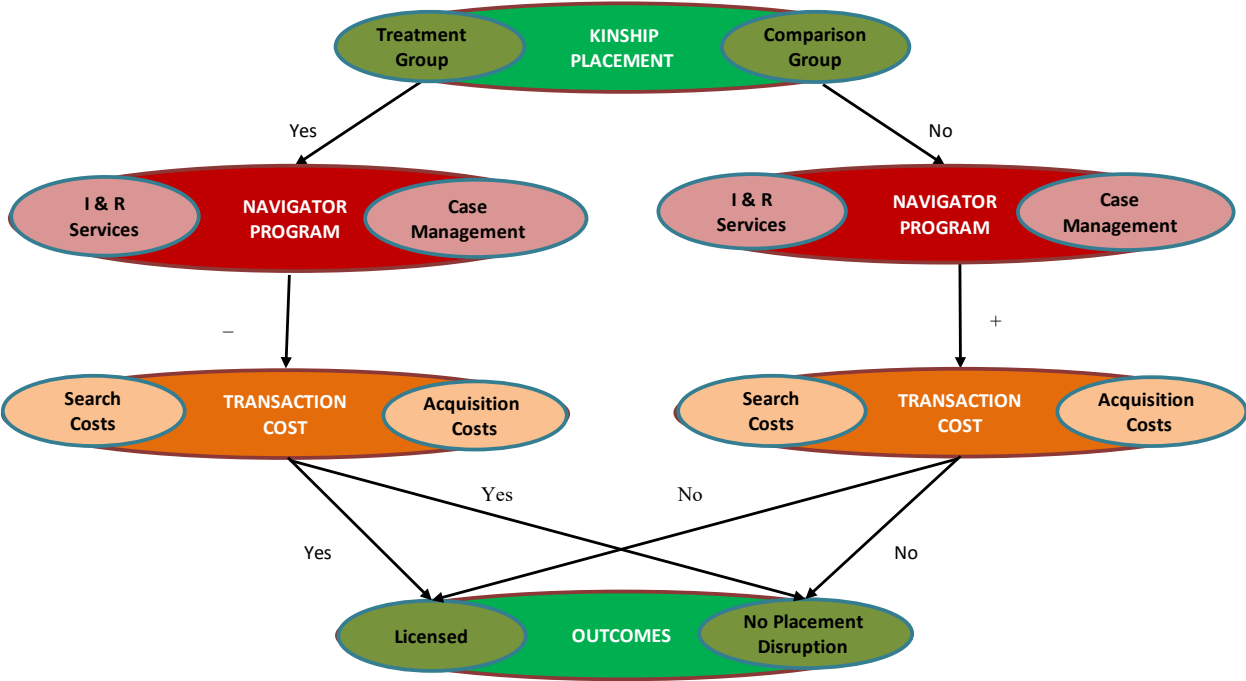 Treatment
Group
KINSHIP
PLACEMENT
Comparison
Group
Yes
No
I & R
Services
NAVIGATOR
PROGRAM
Case
Management
I & R
Services
NAVIGATOR
PROGRAM
Case
Management
–
+
Search
Costs
TRANSACTION
COST
Acquisition
Costs
Search
Costs
TRANSACTION
COST
Acquisition
Costs
Yes
No
Yes
No
Licensed
OUTCOMES
No Placement
Disruption